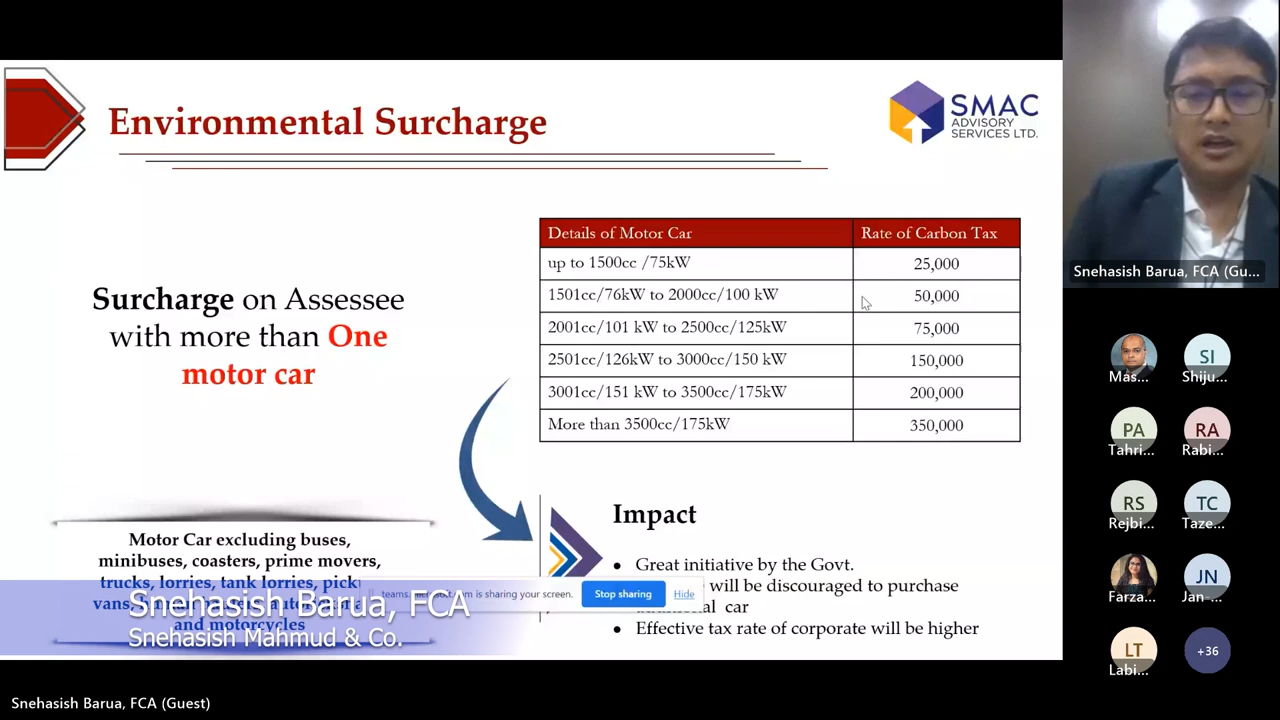 Environmental Surcharge
SMAC
ADVISORY
SERVICES LTD.
Surcharge on Assessee
with more than One
motor car
Details of Motor Car Rate of Carbon Tax
up to 1500cc /75kW 25,000
1501cc/76kW to 2000cc/100 kW 50,000
2001cc/101 kW to 2500cc/125kW 75,000
2501cc/126kW to 3000cc/150 kW 150,000
3001cc/151 kW to 3500cc/175kW 200,000
More than 3500cc/175kW 350,000
Motor Car excluding buses,
minibuses, coasters, prime movers,
trucks, lorries, tank lorries,
vans,
and motorcycles
Impact
Great initiative by the Govt.
will be discouraged to purchase
car
Effective tax rate of corporate will be higher
is sharing your screen.
Stop sharing
Hide
Snehasish Barua, FCA
Snehasish Mahmud & Co.
Snehasish Barua, FCA (Gu...
Mas...
SI
Shiju...
PA
Tahri...
RA
Rabi...
RS
Rejbi...
TC
Taze...
Farza...
JN
Jan-...
LT
Labi...
+36
Snehasish Barua, FCA (Guest)